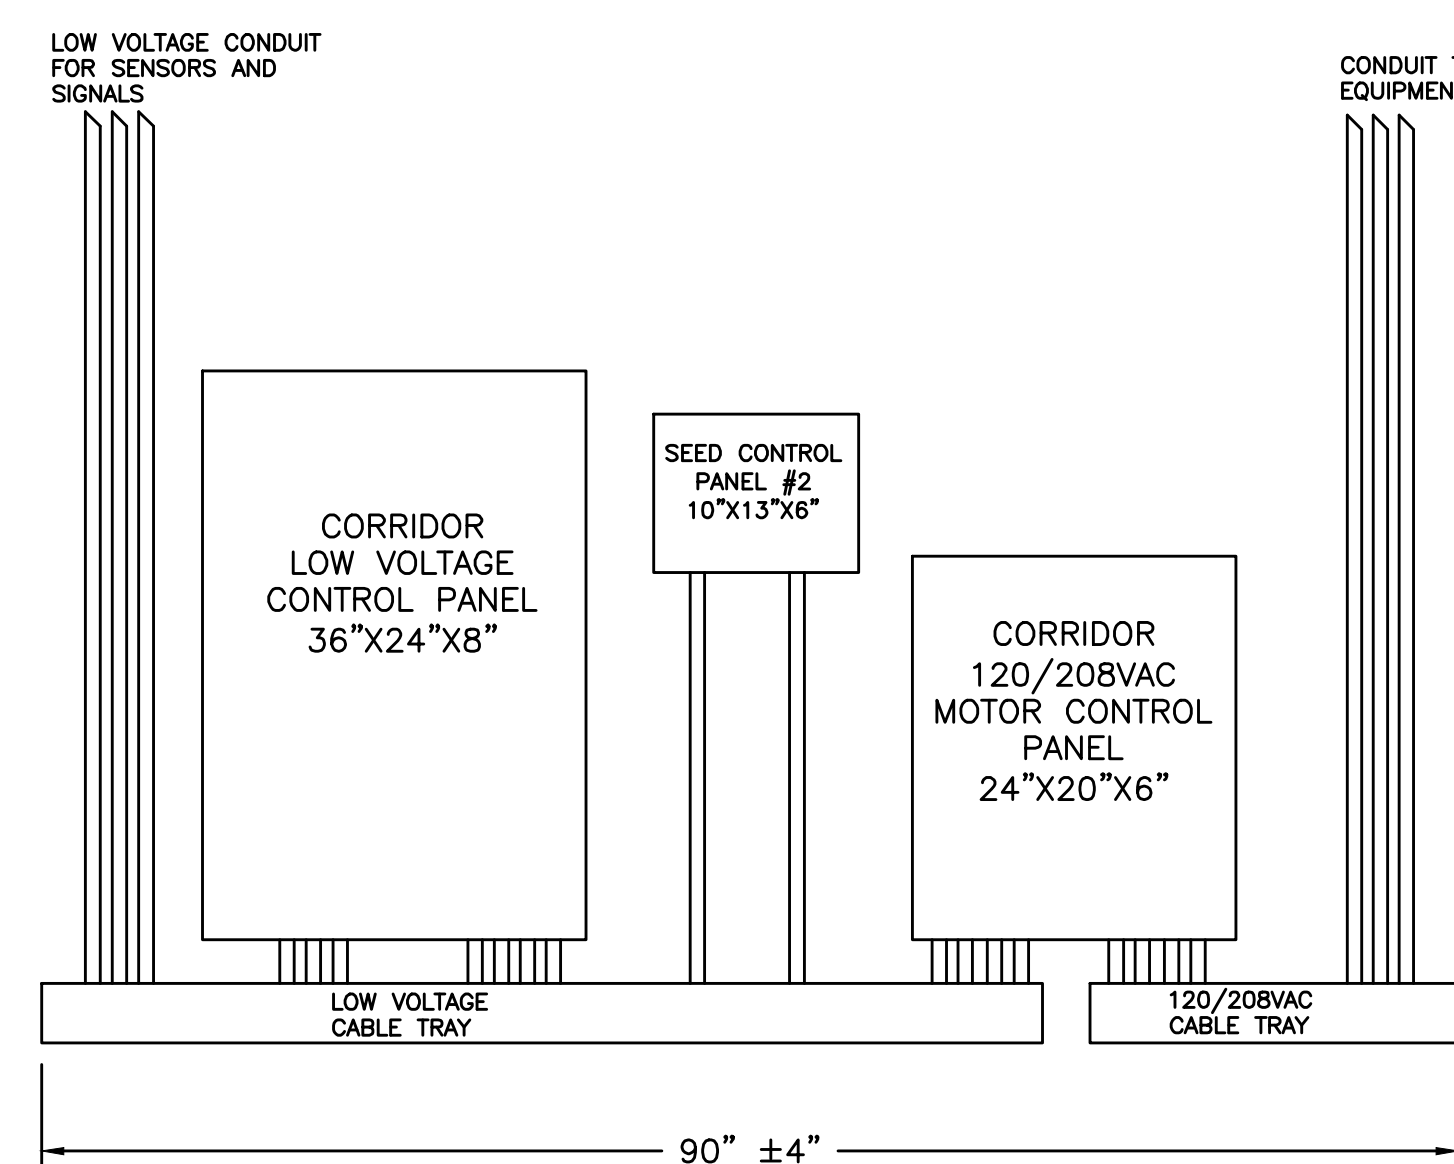 LOW VOLTAGE CONDUIT
FOR SENSORS AND
SIGNALS
CONDUIT
EQUIPMEN
SEED CONTROL
PANEL #2
10"X13"X6"
CORRIDOR
LOW VOLTAGE
CONTROL PANEL
36"X24"X8"
CORRIDOR
120/208VAC
MOTOR CONTROL
PANEL
24"X20"X6"
LOW VOLTAGE
CABLE TRAY
120/208VAC
CABLE TRAY
90" ±4"